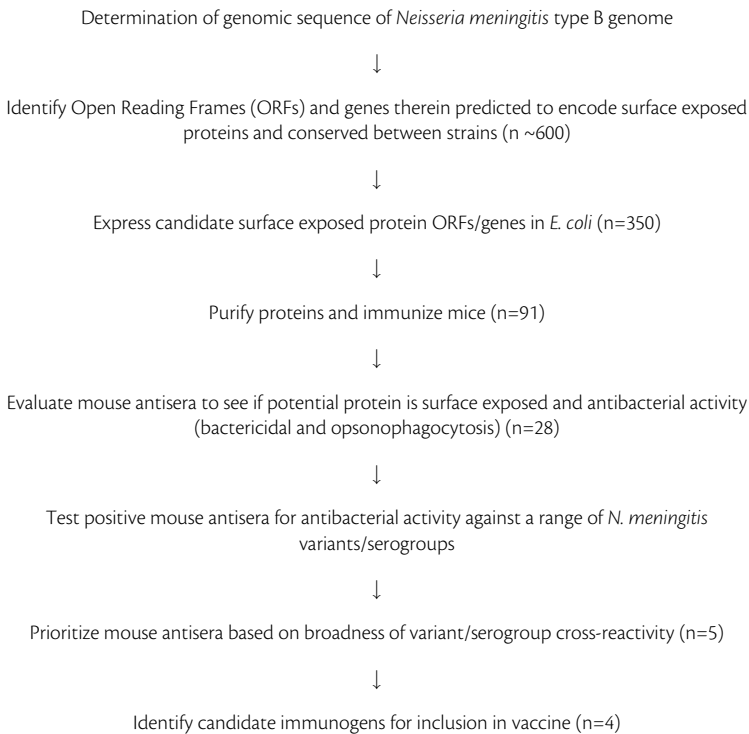 Determination of genomic sequence of Neisseria meningitis type B genome
↓
Identify Open Reading Frames (ORFs) and genes therein predicted to encode surface exposed
proteins and conserved between strains (n ~600)
↓
Express candidate surface exposed protein ORFs/genes in E. coli (n=350)
↓
Purify proteins and immunize mice (n=91)
↓
Evaluate mouse antisera to see if potential protein is surface exposed and antibacterial activity
(bactericidal and opsonophagocytosis) (n=28)
↓
Test positive mouse antisera for antibacterial activity against a range of N. meningitis
variants/serogroups
↓
Prioritize mouse antisera based on broadness of variant/serogroup cross-reactivity (n=5)
↓
Identify candidate immunogens for inclusion in vaccine (n=4)